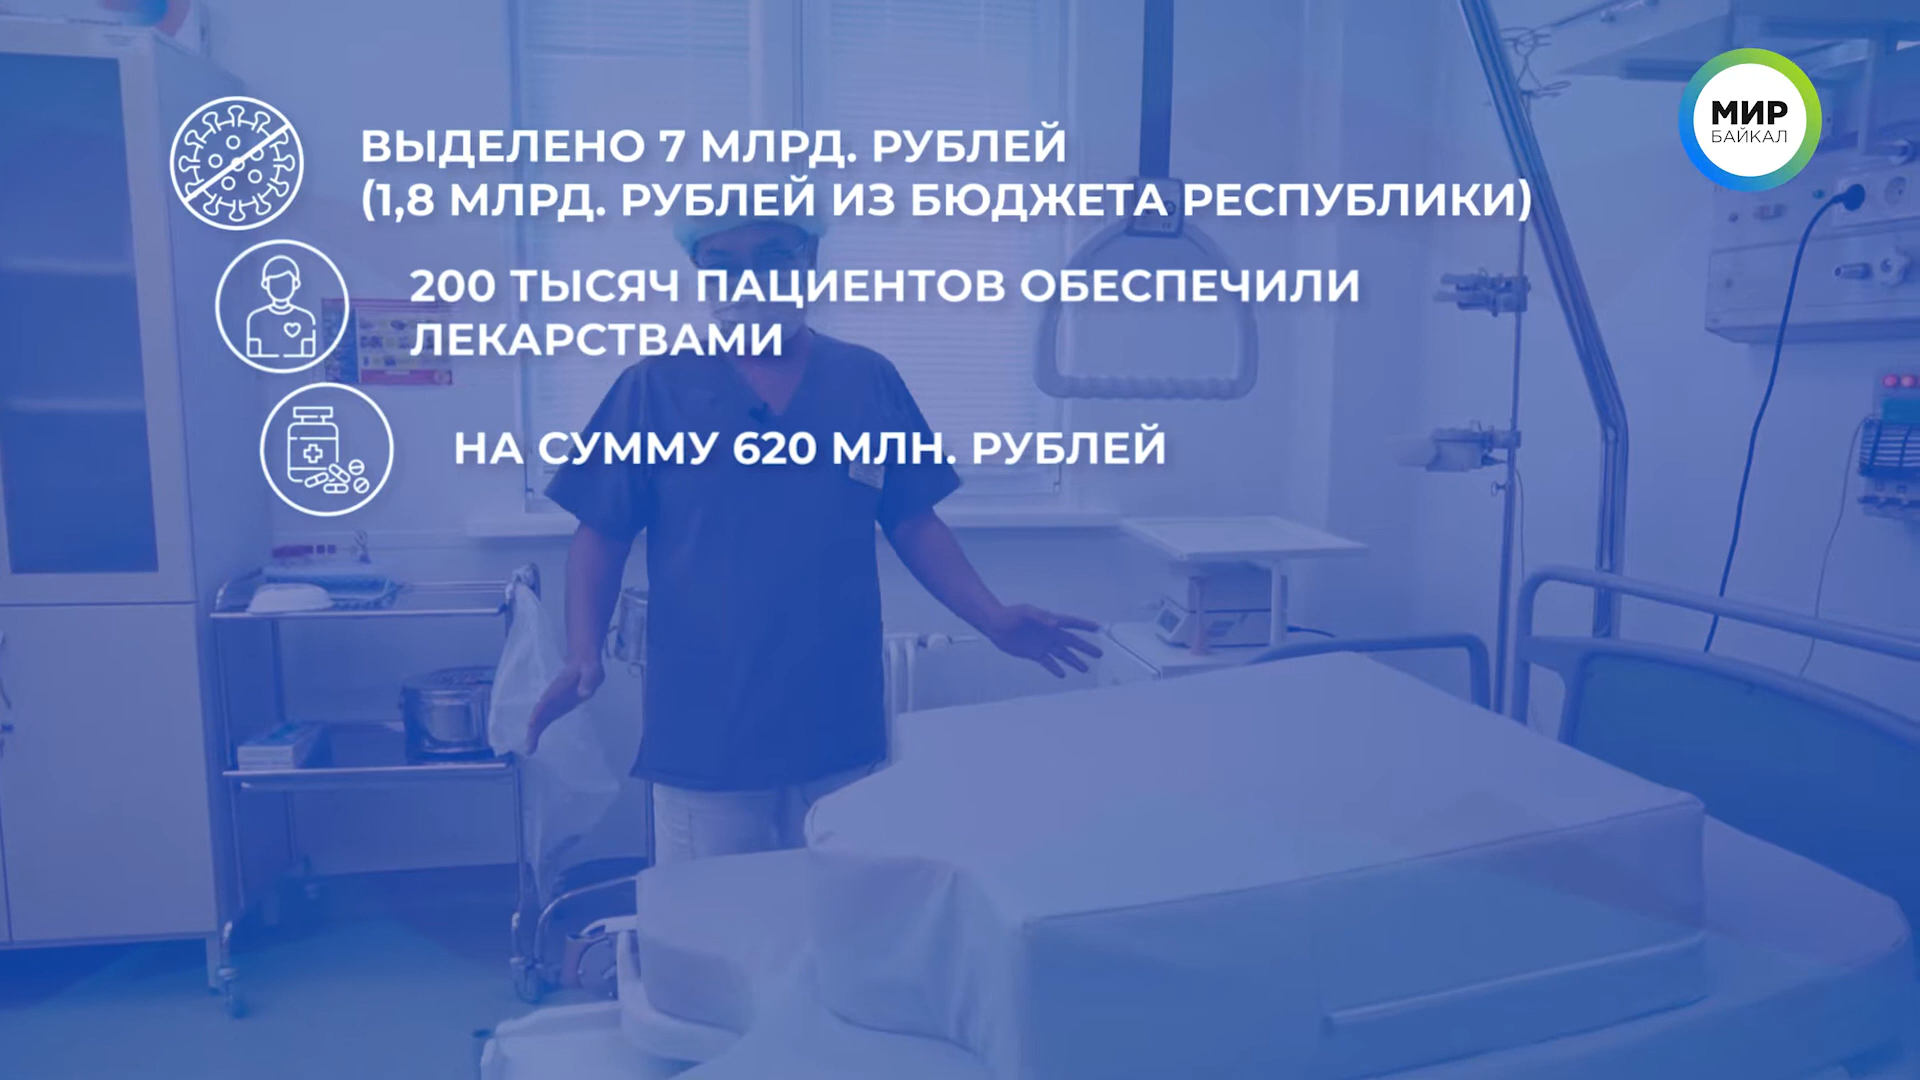 ВЫДЕЛЕНО 7 МЛРД. РУБЛЕЙ
(1,8 МЛРД. РУБЛЕЙ ИЗ БЮДЖЕТА РЕСПУБЛИКИ)
200 ТЫСЯЧ ПАЦИЕНТОВ ОБЕСПЕЧИЛИ
ЛЕКАРСТВАМИ
НА СУММУ 620 МЛН. РУБЛЕЙ
МИР
БАЙКАЛ